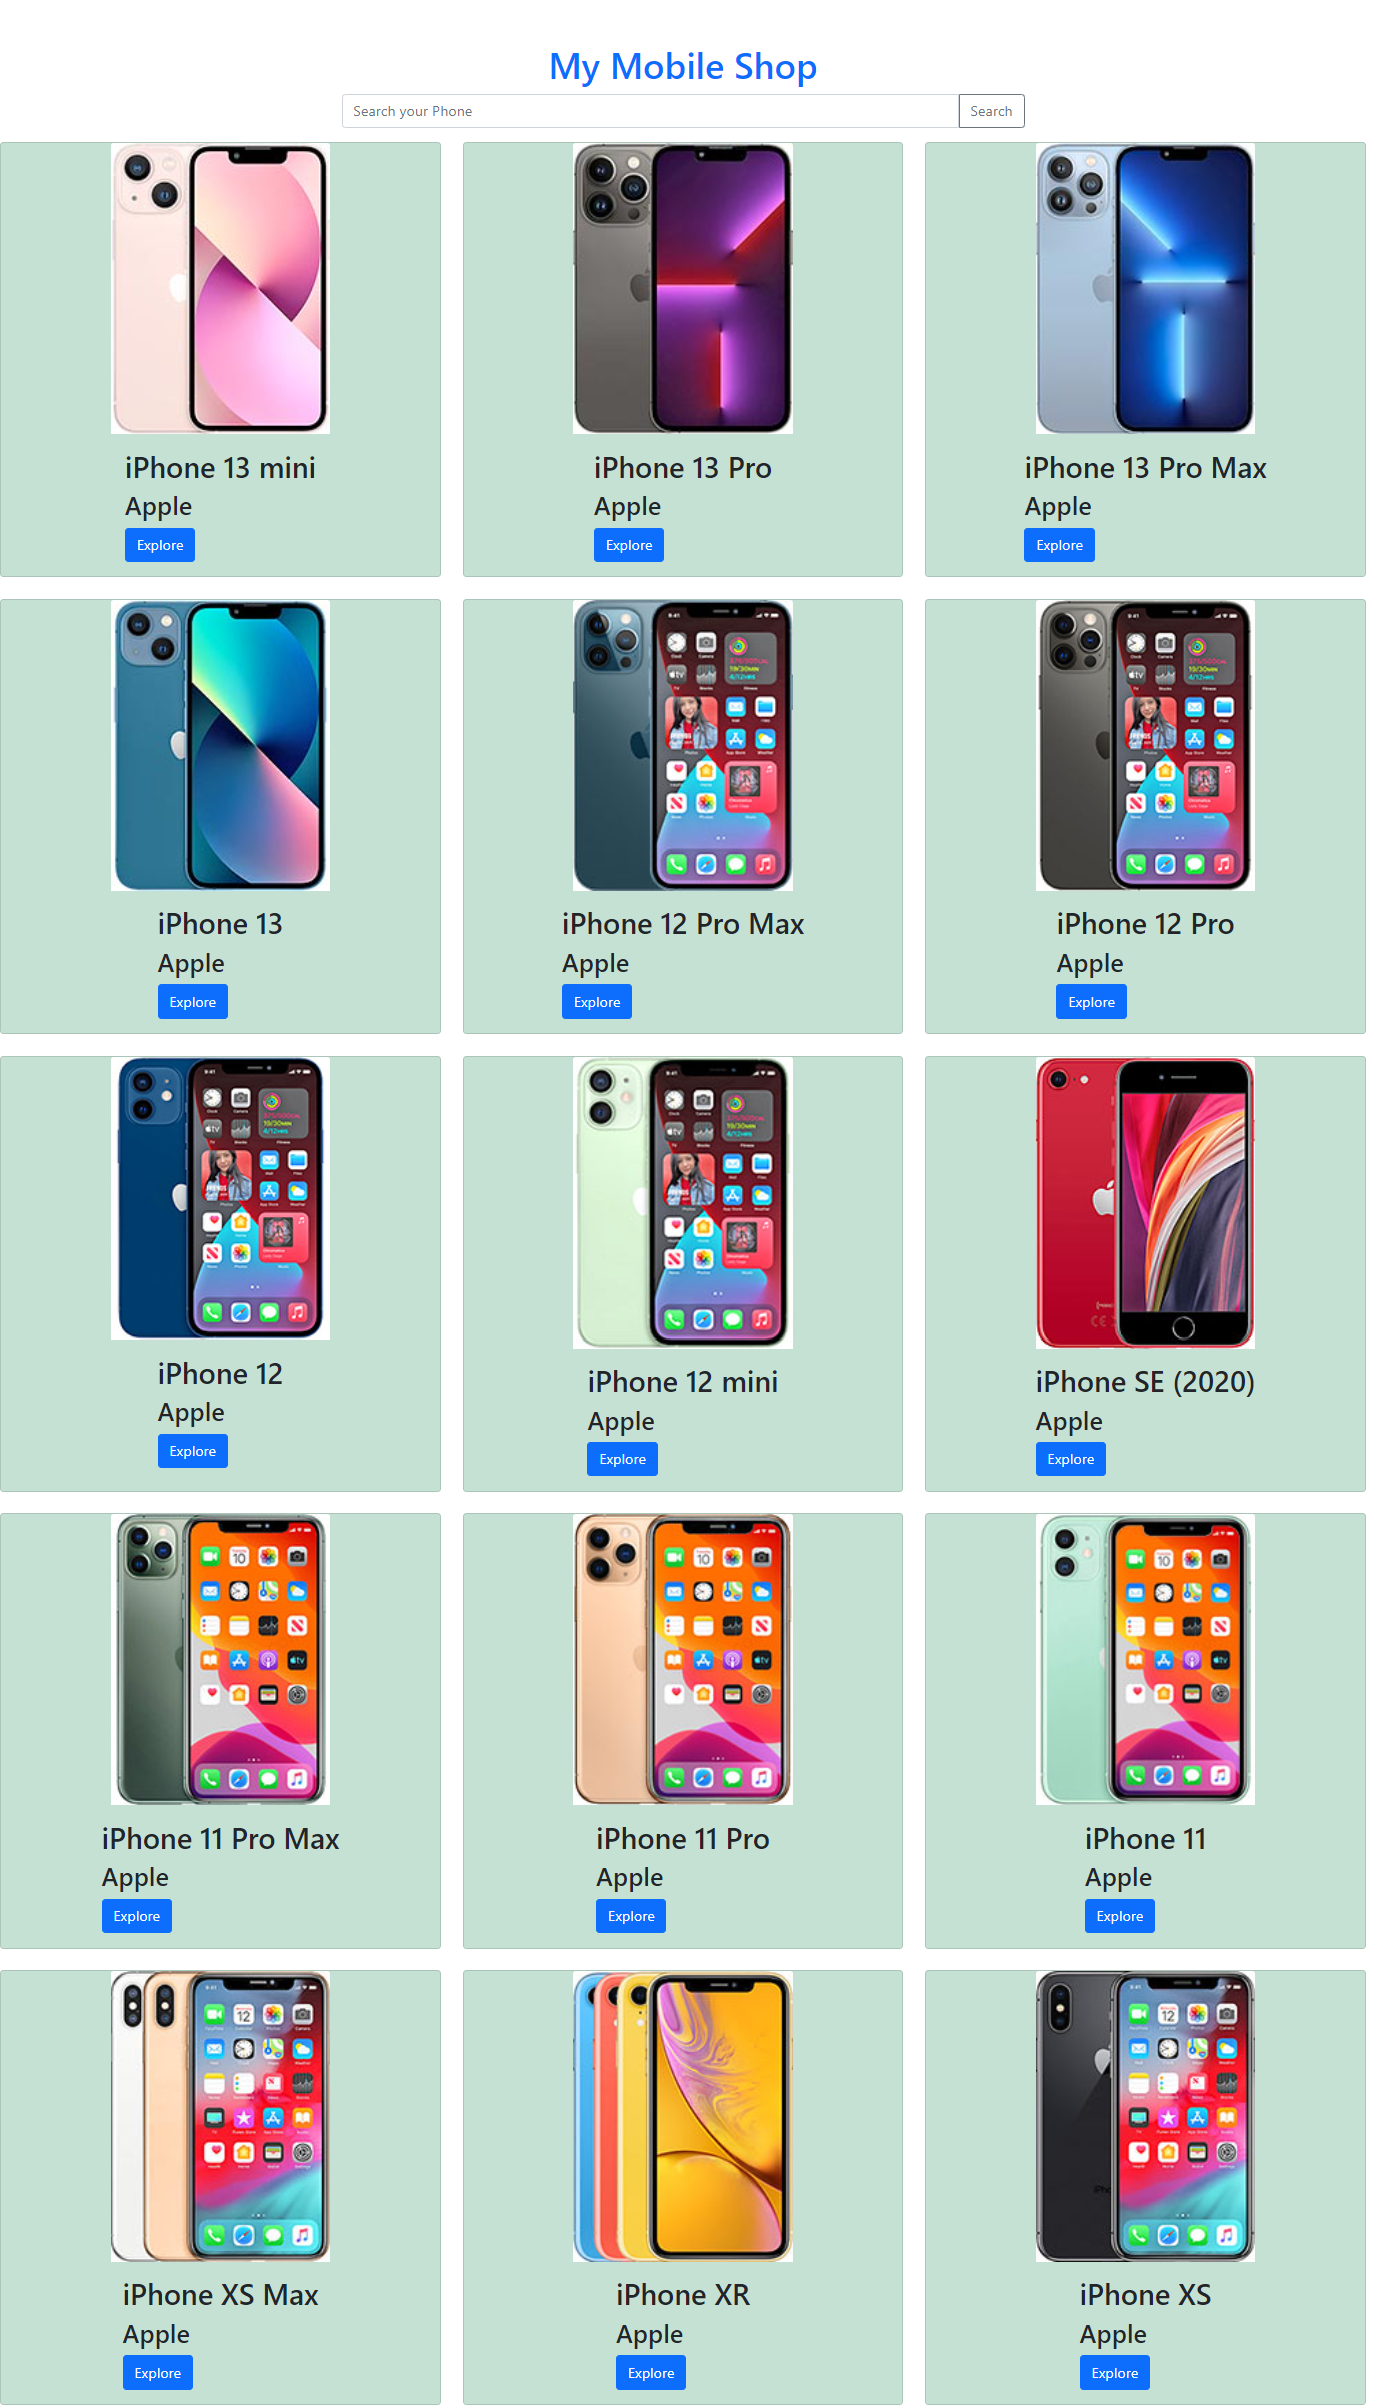 My Mobile Shop
Search your Phone
Search
iPhone 13 mini
Apple
Explore
iPhone 13 Pro
Apple
Explore
iPhone 13 Pro Max
Apple
Explore
iPhone 13
Apple
Explore
iPhone 12 Pro Max
Apple
Explore
iPhone 12 Pro
Apple
Explore
iPhone 12
Apple
Explore
iPhone 12 mini
Apple
Explore
iPhone SE (2020)
Apple
Explore
iPhone 11 Pro Max
Apple
Explore
iPhone 11 Pro
Apple
Explore
iPhone 11
Apple
Explore
iPhone XS Max
Apple
Explore
iPhone XR
Apple
Explore
iPhone XS
Apple
Explore